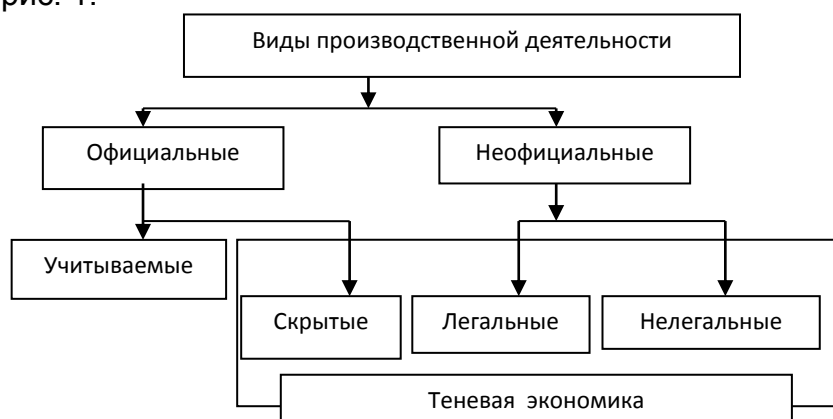 рис. 1.
Виды производственной деятельности
Официальные
Неофициальные
Учитываемые
Скрытые
Легальные
Нелегальные
Теневая экономика